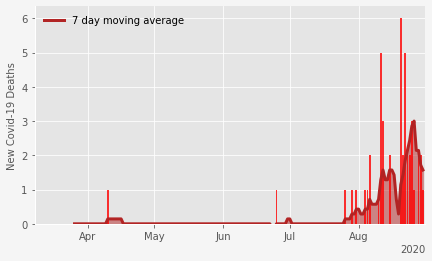 7 day moving average
New Covid-19 Deaths
6
5
4
3
2
1
0
Apr
May
Jun
Jul
Aug
2020